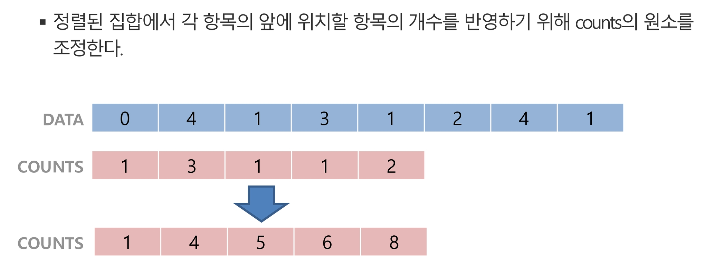 ▪ 정렬된 집합에서 각 항목의 앞에 위치할 항목의 개수를 반영하기 위해 counts의 원소를
조정한다.
DATA 0 4 1 3 1 2 4 1
COUNTS 1 3 1 1 2
COUNTS 1 4 5 6 8